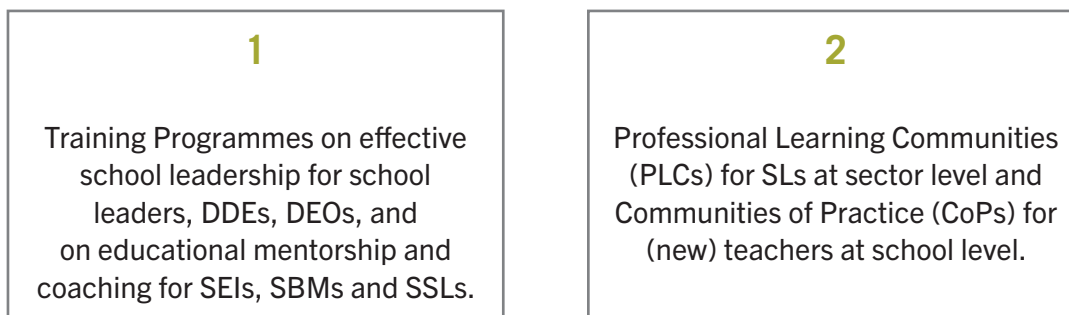 1
Training Programmes on effective
school leadership for school
leaders, DDEs, DEOs, and
on educational mentorship and
coaching for SEIs, SBMs and SSLs.
2
Professional Learning Communities
(PLCs) for SLs at sector level and
Communities of Practice (CoPs) for
(new) teachers at school level.